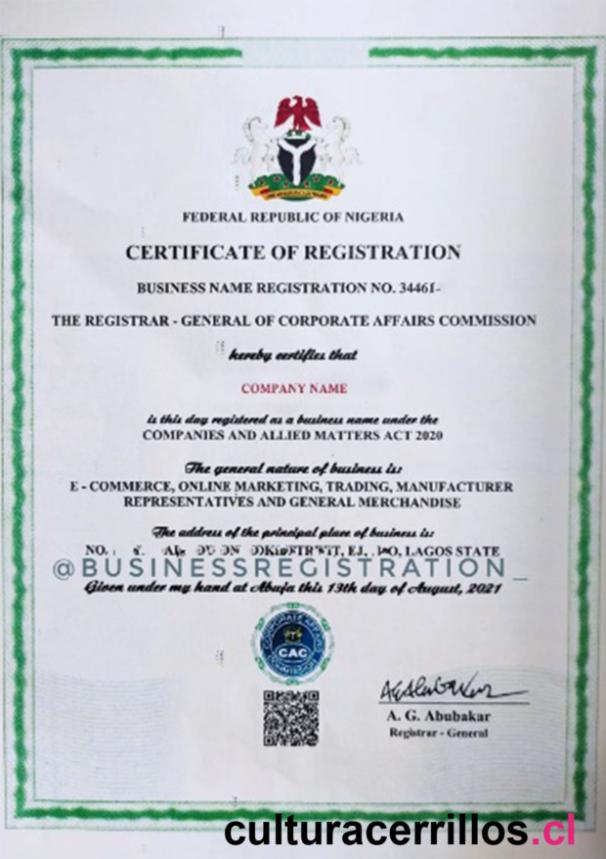 FEDERAL REPUBLIC OF NIGERIA
CERTIFICATE OF REGISTRATION
BUSINESS NAME REGISTRATION NO. 34461-
THE REGISTRAR - GENERAL OF CORPORATE AFFAIRS COMMISSION
hereby certifies that
COMPANY NAME
is this day registered as a business name under the
COMPANIES AND ALLIED MATTERS ACT 2020
The general nature of business is:
E - COMMERCE, ONLINE MARKETING, TRADING, MANUFACTURER
REPRESENTATIVES AND GENERAL MERCHANDISE
The address of the principal place of business is:
NO. LAGOS STATE
@BUSINESSREGISTRATION_
Given under my hand at Abuja this 13th day of August, 2021
CORPORATE AFFAIRS
CAC
COMMISSION
A. G. Abubakar
Registrar - General
culturacerrillos.cl